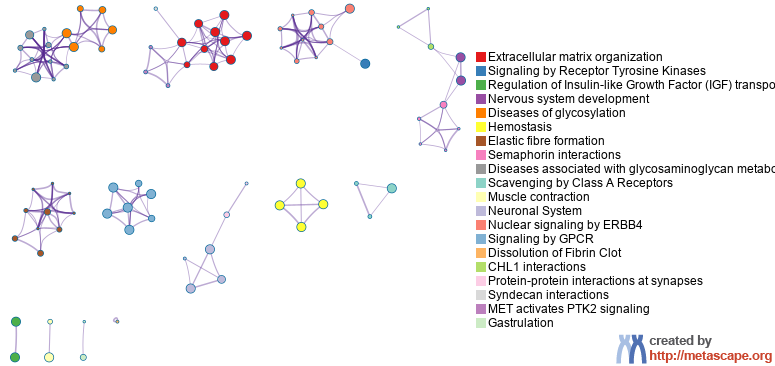 Extracellular matrix organization
Signaling by Receptor Tyrosine Kinases
Regulation of Insulin-like Growth Factor (IGF) transpo
Nervous system development
Diseases of glycosylation
Hemostasis
Elastic fibre formation
Semaphorin interactions
Diseases associated with glycosaminoglycan metabo
Scavenging by Class A Receptors
Muscle contraction
Neuronal System
Nuclear signaling by ERBB4
Signaling by GPCR
Dissolution of Fibrin Clot
CHL1 interactions
Protein-protein interactions at synapses
Syndecan interactions
MET activates PTK2 signaling
Gastrulation
created by
http://metascape.org